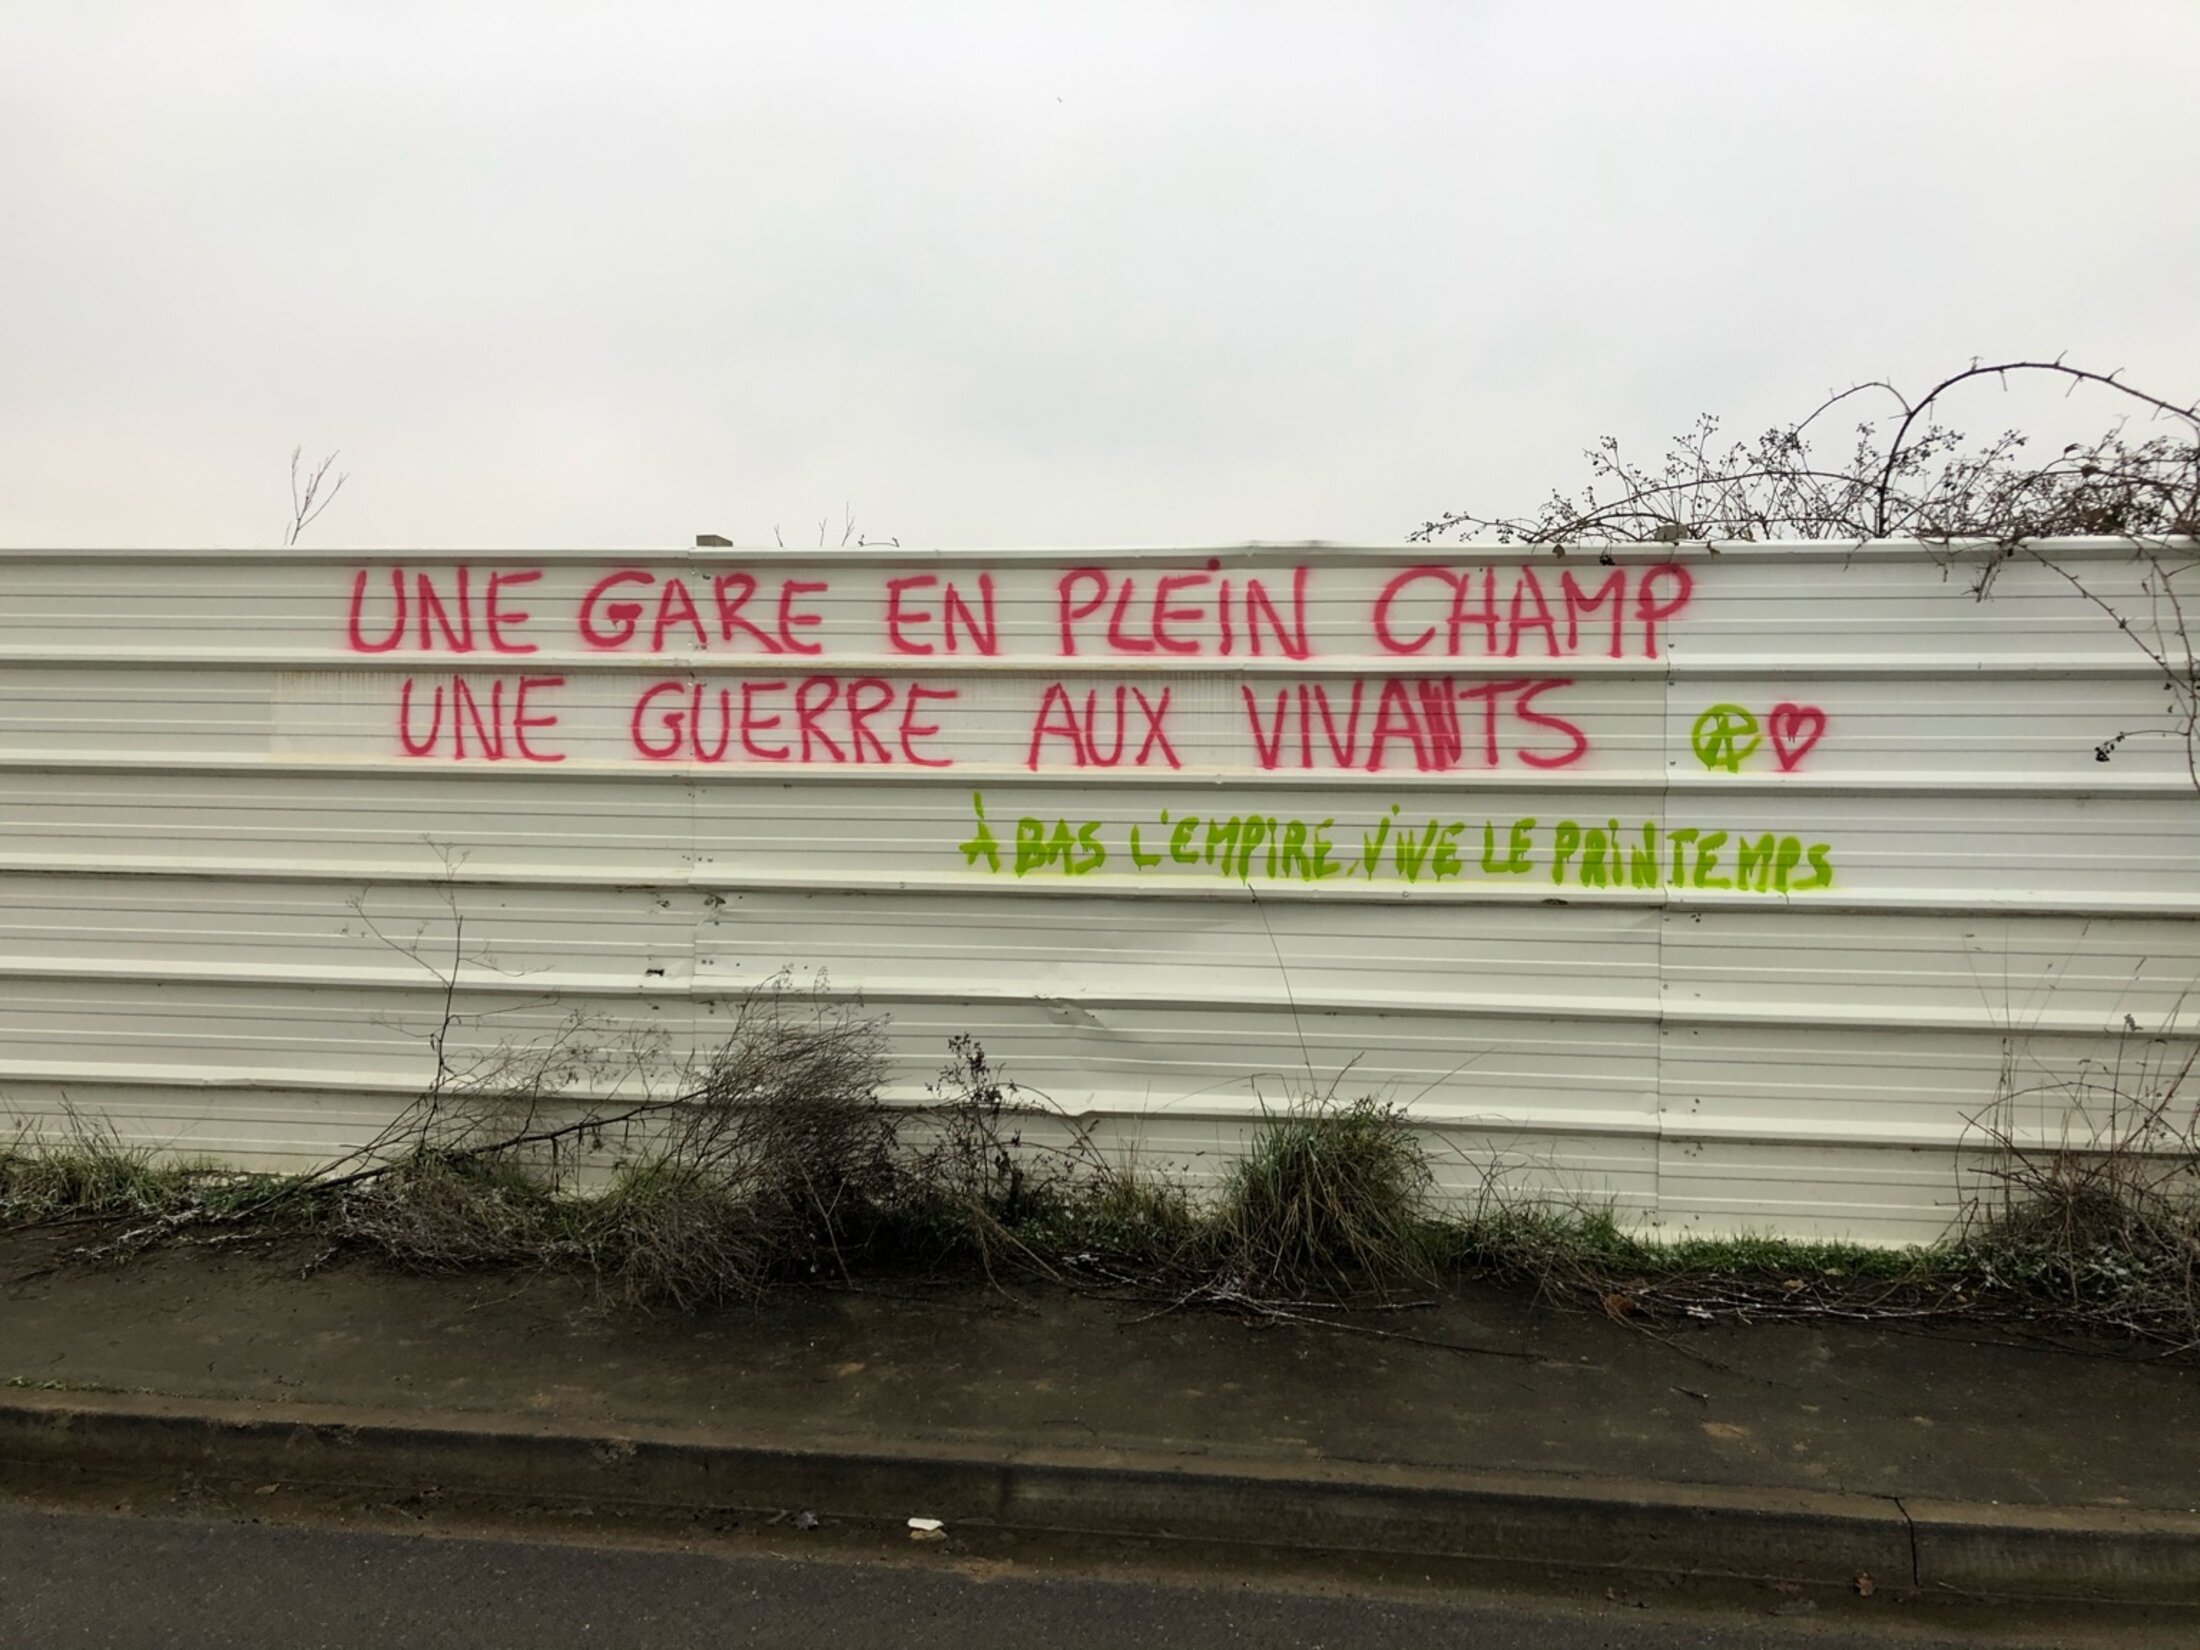 UNE GARE EN PLEIN CHAMP
UNE GUERRE AUX VIVANTS
À BAS L'EMPIRE, VIVE LE PRINTEMPS